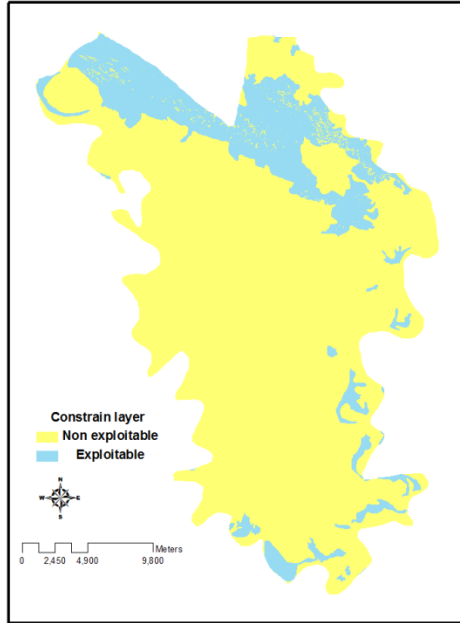 Constrain layer
Non exploitable
Exploitable
N
W E
S
Meters
0 2,450 4,900 9,800